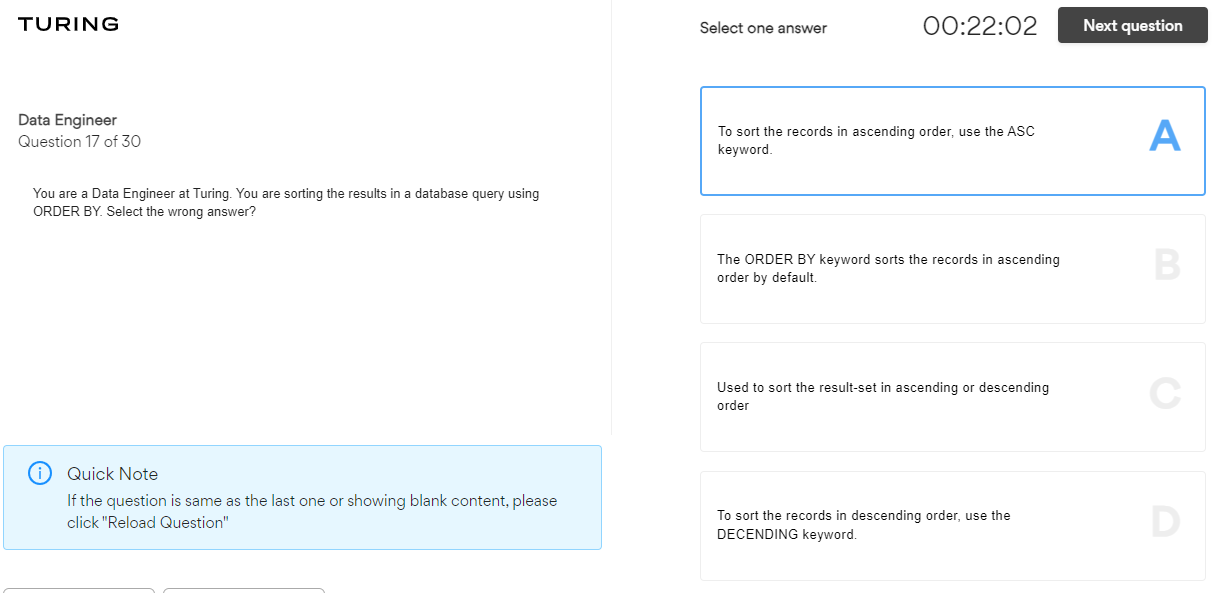 TURING
Data Engineer
Question 17 of 30
You are a Data Engineer at Turing. You are sorting the results in a database query using
ORDER BY. Select the wrong answer?
Quick Note
If the question is same as the last one or showing blank content, please
click "Reload Question"
Select one answer
00:22:02
Next question
To sort the records in ascending order, use the ASC
keyword.
A
The ORDER BY keyword sorts the records in ascending
order by default.
B
Used to sort the result-set in ascending or descending
order
C
To sort the records in descending order, use the
DECENDING keyword.
D